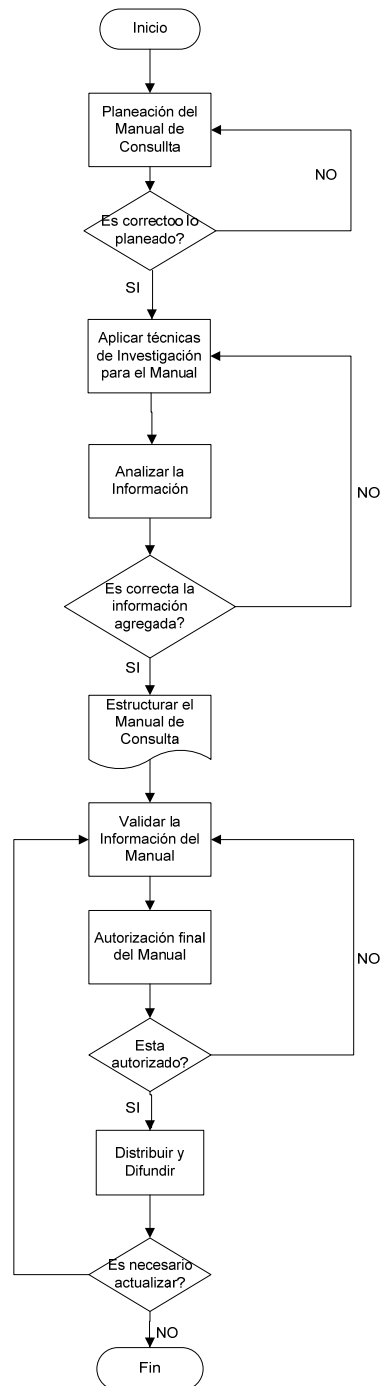 Inicio
Planeación del
Manual de
Consullta
NO
Es correctoo lo
planeado?
SI
Aplicar técnicas
de Investigación
para el Manual
Analizar la
Información
NO
Es correcta la
información
agregada?
SI
Estructurar el
Manual de
Consulta
Validar la
Información del
Manual
Autorización final
del Manual
NO
Esta
autorizado?
SI
Distribuir y
Difundir
Es necesario
actualizar?
NO
Fin